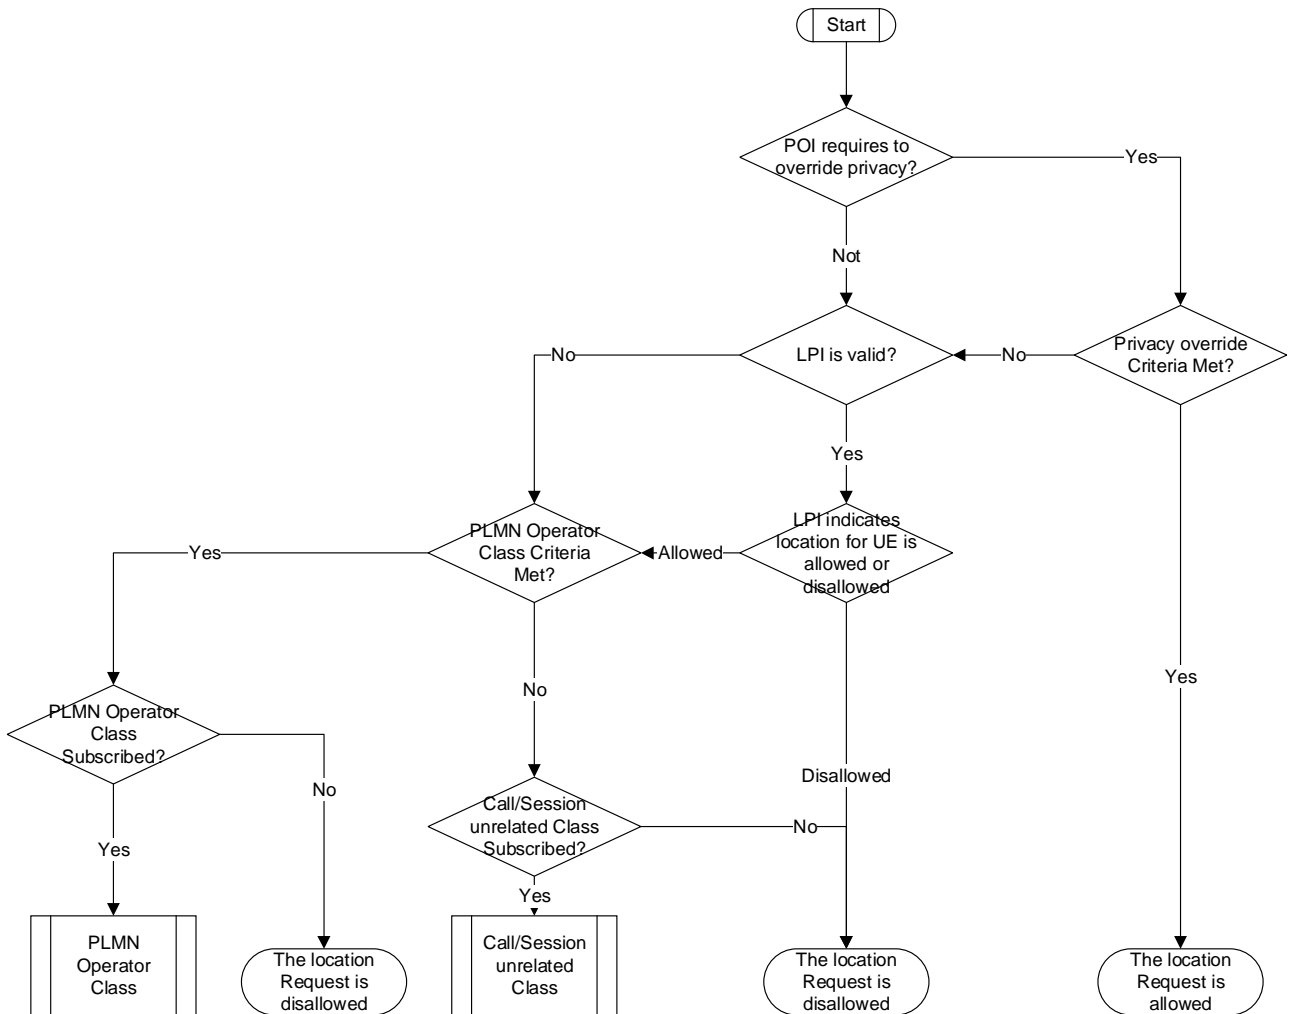 Start
POI requires to
override privacy?
Yes
Not
LPI is valid?
No
Privacy override
Criteria Met?
No
Yes
PLMN Operator
Class Criteria
Met?
Allowed
LPI indicates
location for UE is
allowed or
disallowed
Yes
No
Yes
PLMN Operator
Class
Subscribed?
No
Disallowed
Call/Session
unrelated Class
Subscribed?
No
Yes
Yes
PLMN
Operator
Class
The location
Request is
disallowed
Call/Session
unrelated
Class
The location
Request is
disallowed
The location
Request is
allowed